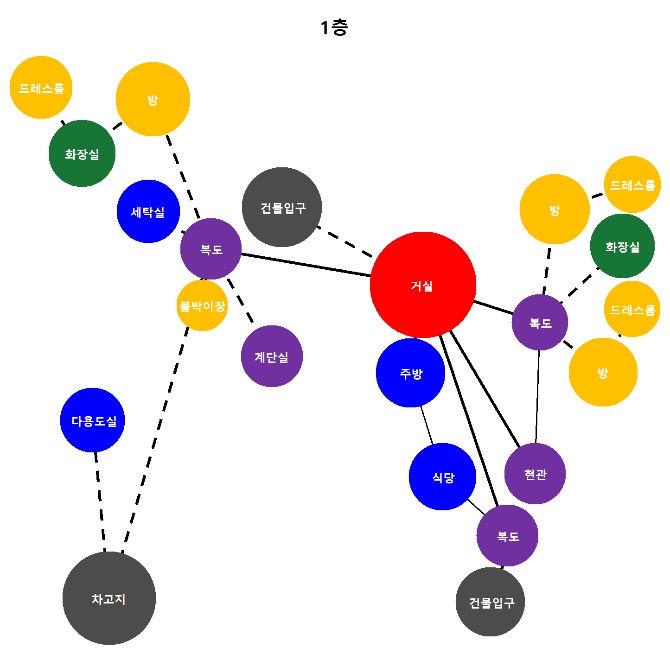 1층
드레스룸
방
화장실
세탁실
건물입구
복도
붙박이장
계단실
다용도실
차고지
거실
주방
식당
현관
복도
건물입구
복도
방
드레스룸
화장실
드레스룸
방